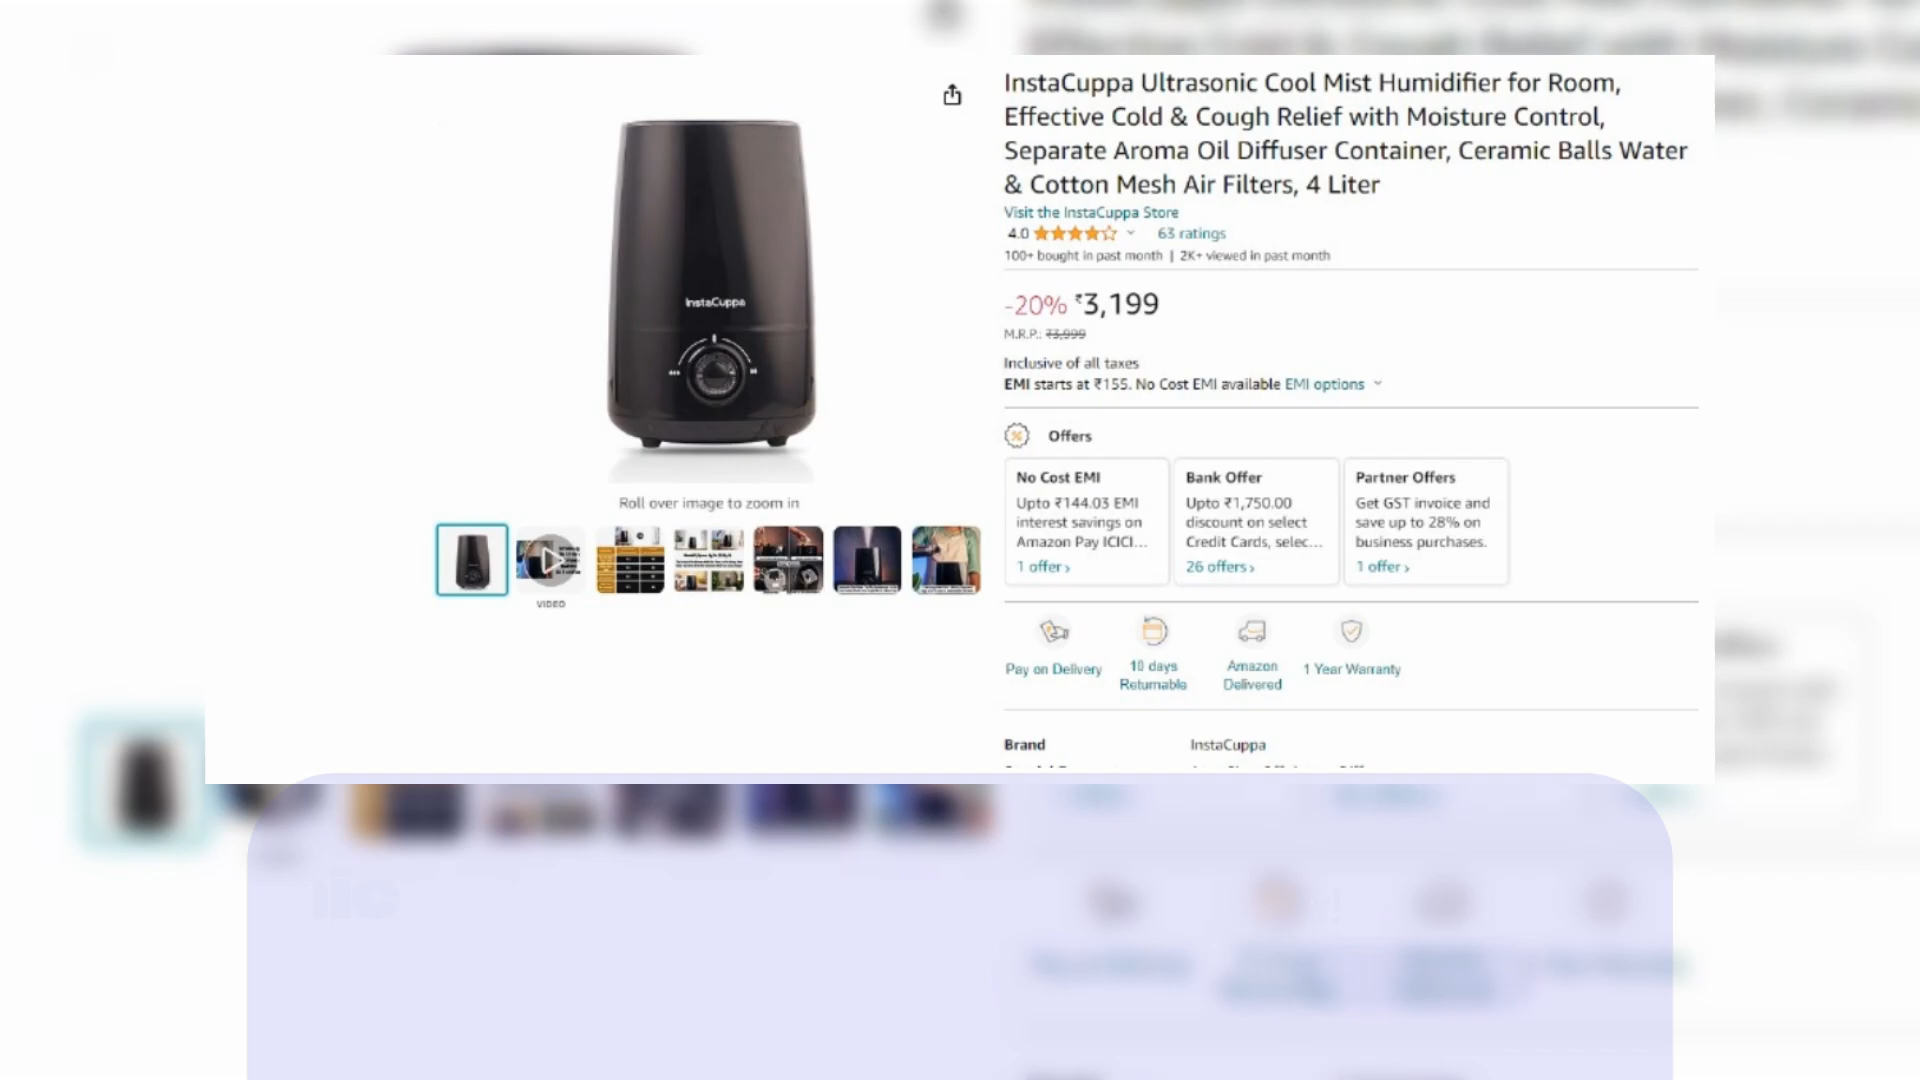 InstaCuppa Ultrasonic Cool Mist Humidifier for Room,
Effective Cold & Cough Relief with Moisture Control,
Separate Aroma Oil Diffuser Container, Ceramic Balls Water
& Cotton Mesh Air Filters, 4 Liter
Visit the InstaCuppa Store
4.0 63 ratings
100+ bought in past month | 2K+ viewed in past month
-20% ₹3,199
M.R.P.: ₹3,999
Inclusive of all taxes
EMI starts at ₹155. No Cost EMI available EMI options
Offers
No Cost EMI
Upto ₹144.03 EMI
interest savings on
Amazon Pay ICICI...
1 offer ›
Bank Offer
Upto ₹1,750.00
discount on select
Credit Cards, selec...
26 offers ›
Partner Offers
Get GST invoice and
save up to 28% on
business purchases.
1 offer ›
Pay on Delivery
10 days
Returnable
Amazon
Delivered
1 Year Warranty
Brand InstaCuppa
InstaCuppa
Roll over image to zoom in
VIDEO